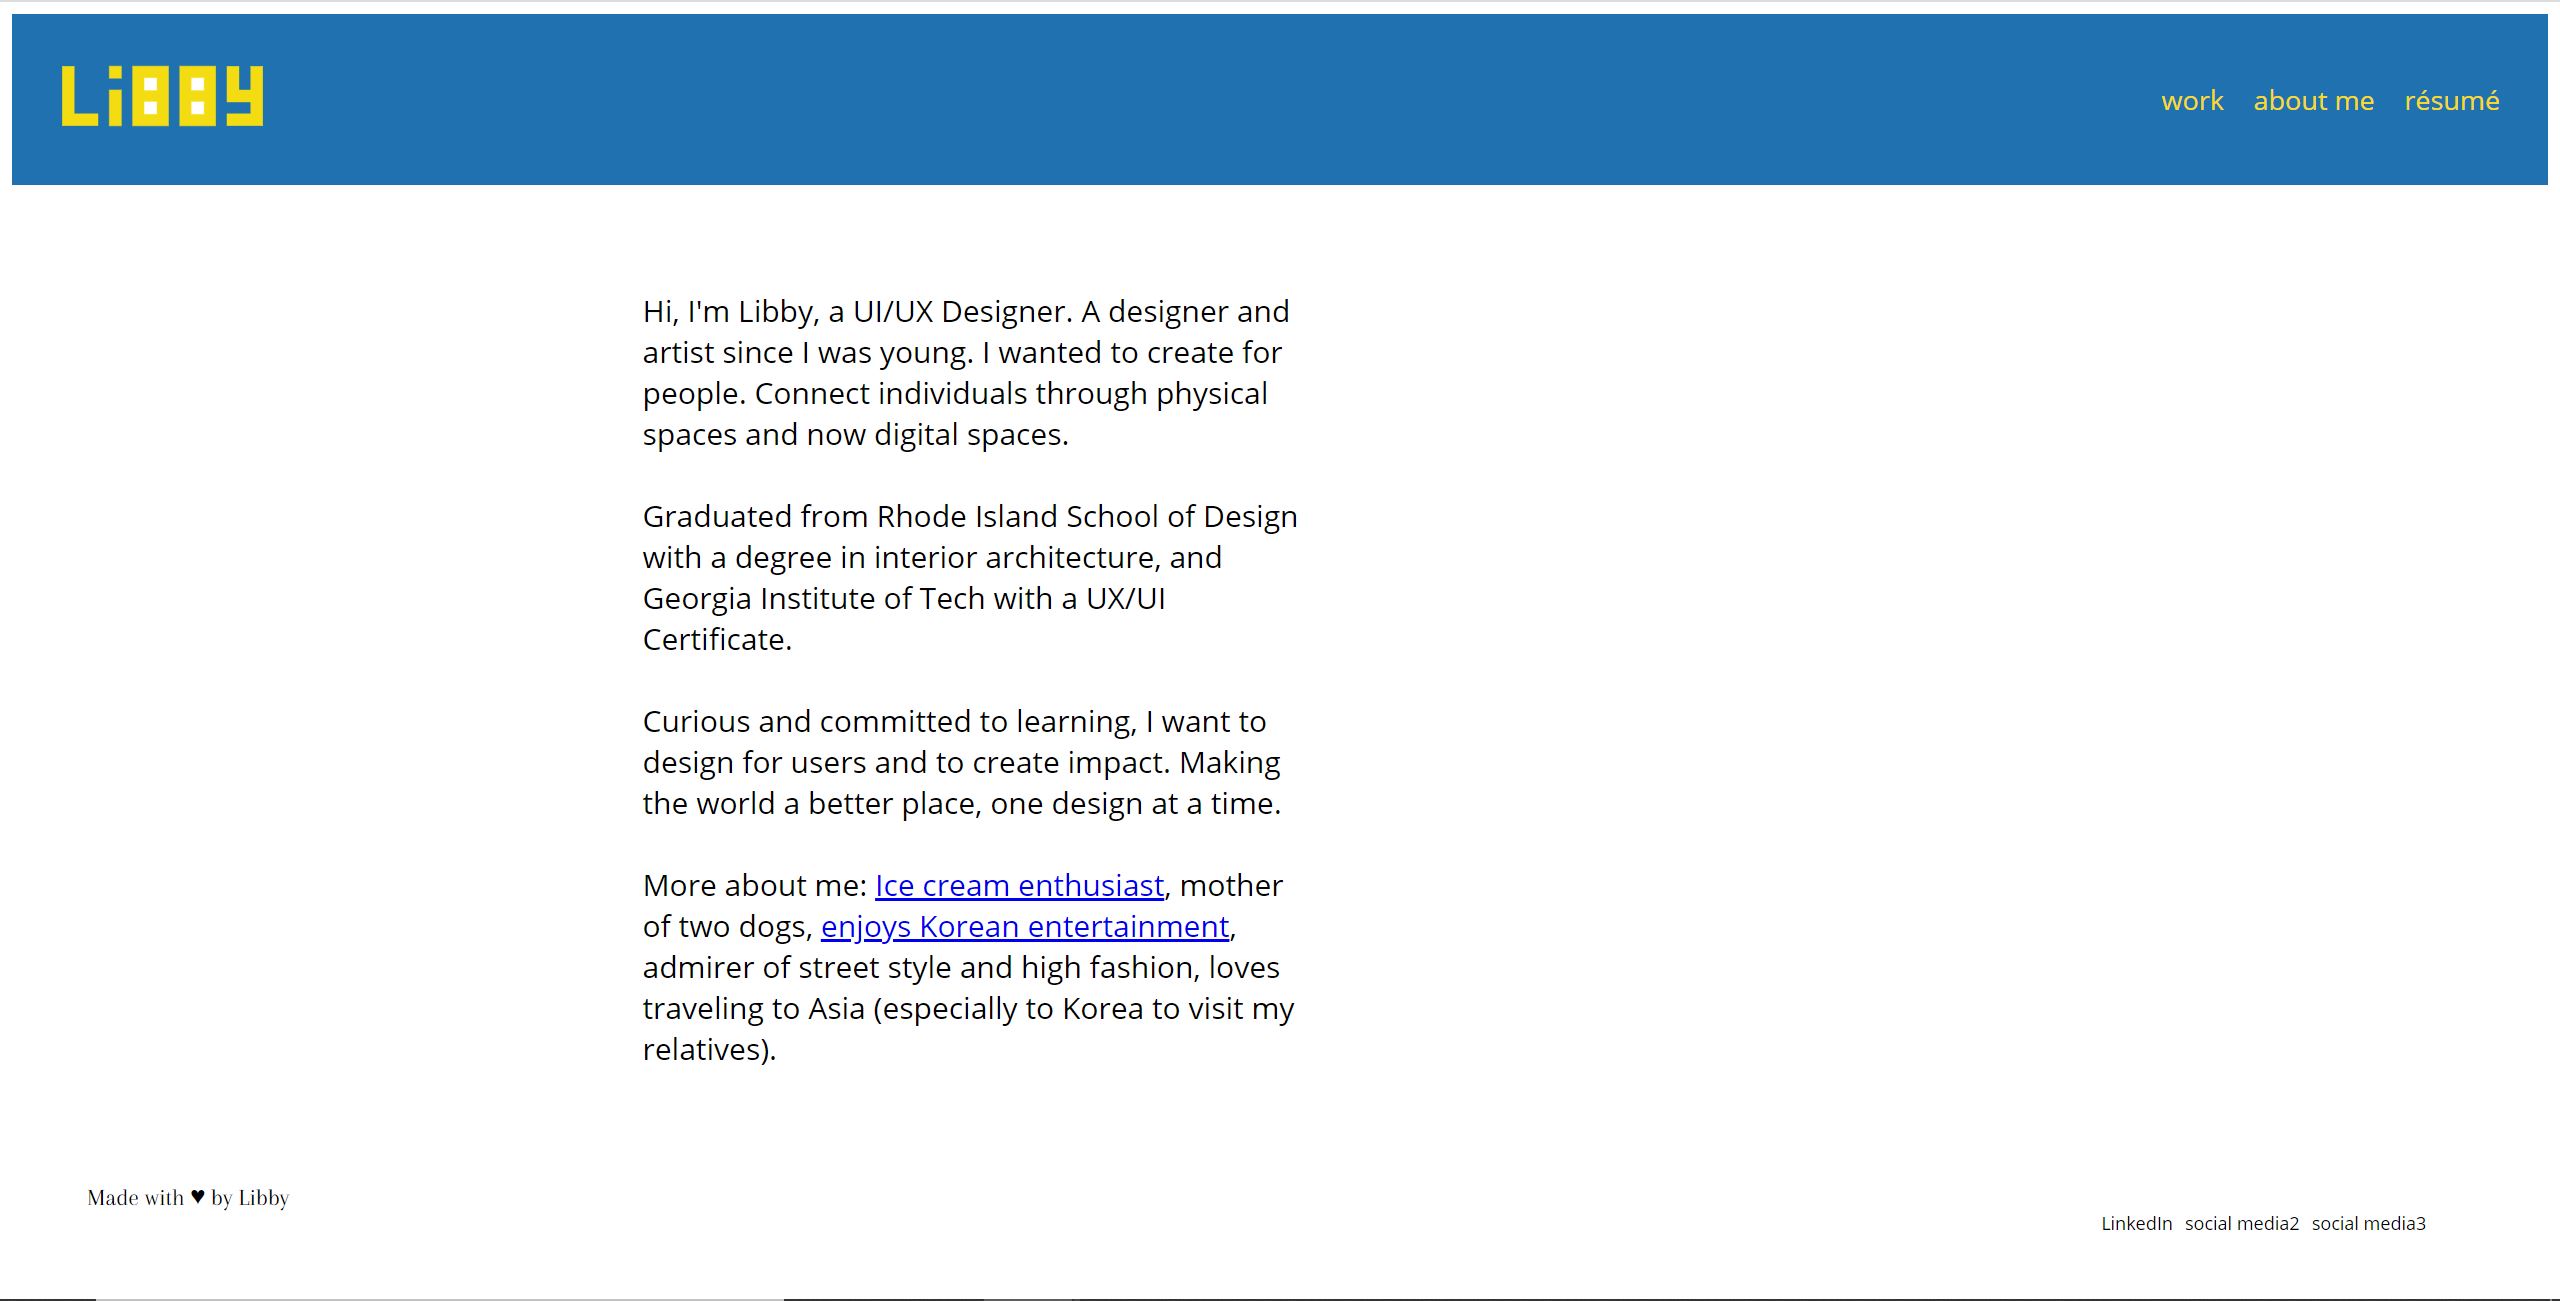 Libby
work about me résumé
Hi, I'm Libby, a UI/UX Designer. A designer and
artist since I was young. I wanted to create for
people. Connect individuals through physical
spaces and now digital spaces.
Graduated from Rhode Island School of Design
with a degree in interior architecture, and
Georgia Institute of Tech with a UX/UI
Certificate.
Curious and committed to learning, I want to
design for users and to create impact. Making
the world a better place, one design at a time.
More about me: Ice cream enthusiast, mother
of two dogs, enjoys Korean entertainment,
admirer of street style and high fashion, loves
traveling to Asia (especially to Korea to visit my
relatives).
Made with ♥ by Libby
LinkedIn social media2 social media3